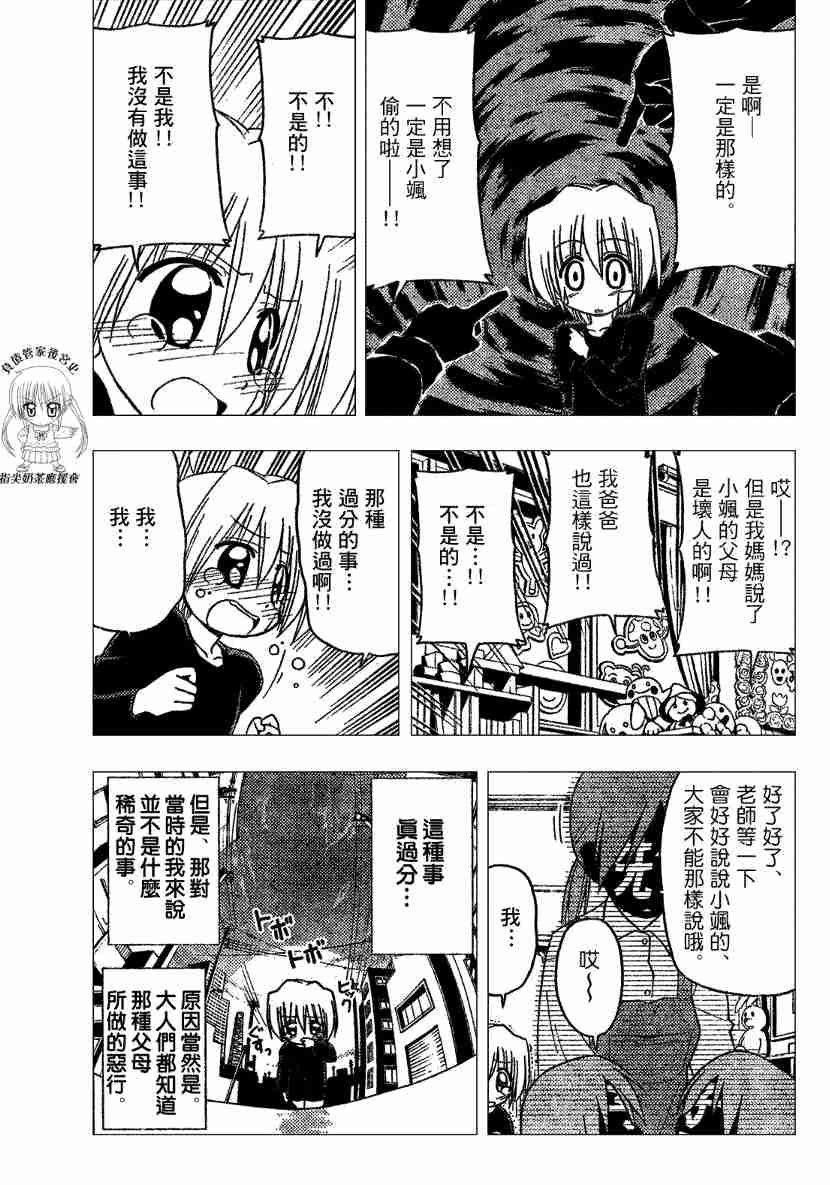 是啊—
一定是那樣的。
不用想了
一定是小颯
偷的啦——!!
不!!
不是的!!
不是我!!
我沒有做這事!!
負債管家後宮史
指尖奶茶應援會
哎——!?
但是我媽媽說了
小颯的父母
是壞人的啊!!
我爸爸
也這樣說過!!
不是…!!
不是的…!!
那種
過分的事…
我沒做過啊!!
我…
我…
好了好了、
老師等一下
會好好說說小颯的、
大家不能那樣說哦。
先
哎～
我…
這種事
真過分…
トボ
トボ
ひっく
ぐすっ
但是、那對
當時的我來說
並不是什麼
稀奇的事。
原因當然是.
大人們都知道
那種父母
所做的惡行。